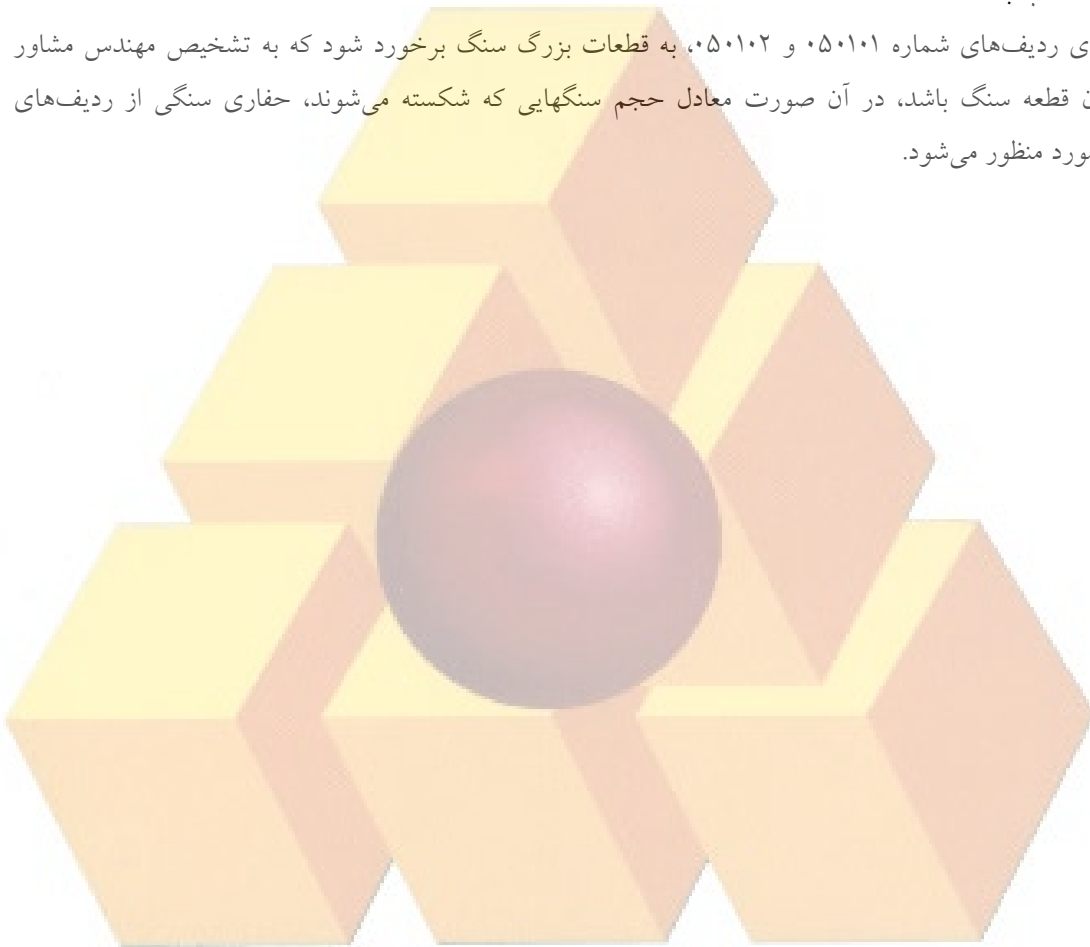 ردیف‌های شماره ۰۵۰۱۰۱ و ۰۵۰۱۰۲، به قطعات بزرگ سنگ برخورد شود که به تشخیص مهندس مشاور
قطعه سنگ باشد، در آن صورت معادل حجم سنگهایی که شکسته می‌شوند، حفاری سنگی از ردیف‌های
منظور می‌شود.